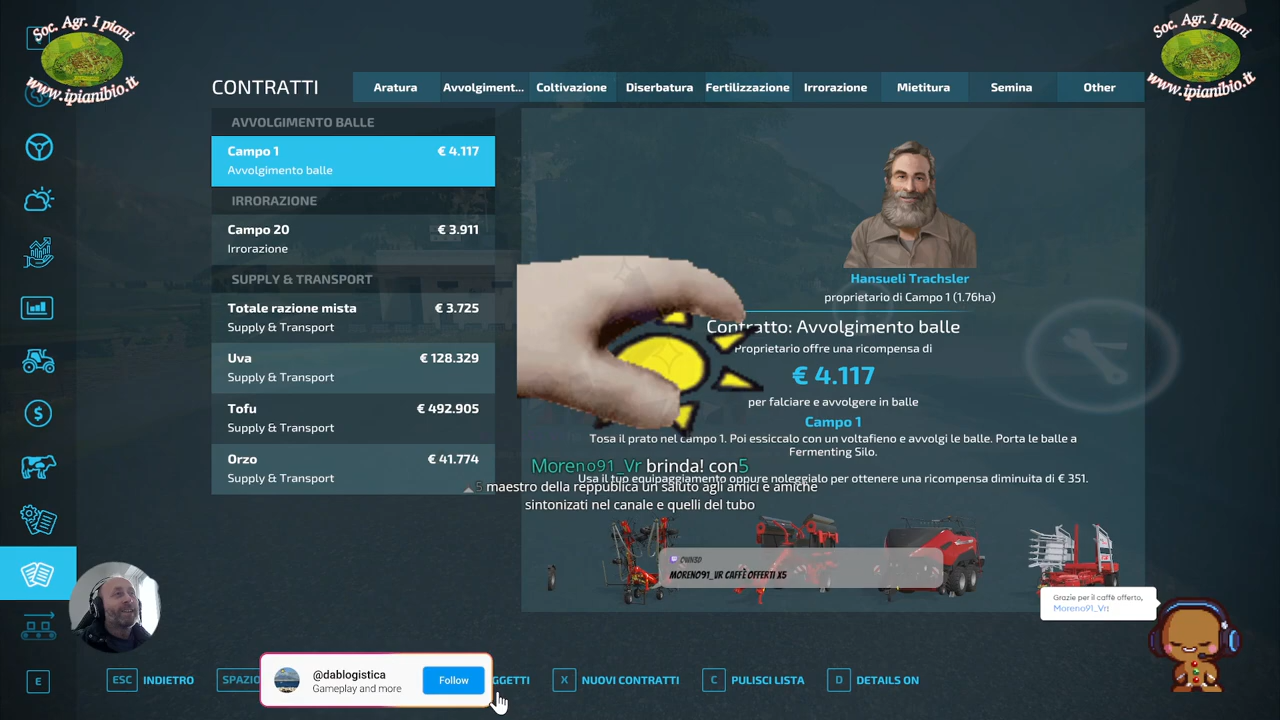 Soc. Agr. I piani
www.ipianibio.it
Soc. Agr. I piani
www.ipianibio.it
CONTRATTI
Aratura
Avvolgiment...
Coltivazione
Diserbatura
Fertilizzazione
Irrorazione
Mietitura
Semina
Other
AVVOLGIMENTO BALLE
Campo 1 € 4.117
Avvolgimento balle
IRRORAZIONE
Campo 20 € 3.911
Irrorazione
SUPPLY & TRANSPORT
Totale razione mista € 3.725
Supply & Transport
Uva € 128.329
Supply & Transport
Tofu € 492.905
Supply & Transport
Orzo € 41.774
Supply & Transport
Hansueli Trachsler
proprietario di Campo 1 (1.76ha)
Contratto: Avvolgimento balle
Proprietario offre una ricompensa di
€ 4.117
per falciare e avvolgere in balle
Campo 1
Tosa il prato nel campo 1. Poi essiccalo con un voltafieno e avvolgi le balle. Porta le balle a
Fermenting Silo.
Usa il tuo equipaggiamento oppure noleggialo per ottenere una ricompensa diminuita di € 351.
Moreno91_Vr brinda! con5
5 maestro della reppublica un saluto agli amici e amiche
sintonizati nel canale e quelli del tubo
MORENO91_VR CAFFÈ OFFERTI X5
Grazie per il caffè offerto,
Moreno91_Vr!
@dablogistica
Gameplay and more
Follow
ESC INDIETRO
SPAZIO
GGETTI
X NUOVI CONTRATTI
C PULISCI LISTA
D DETAILS ON
E